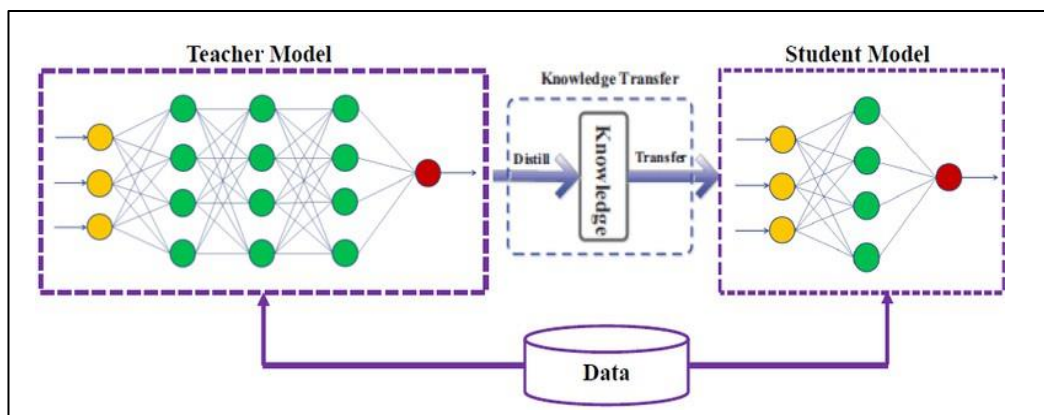 Teacher Model
Student Model
Knowledge Transfer
Distill
Knowledge
Transfer
Data